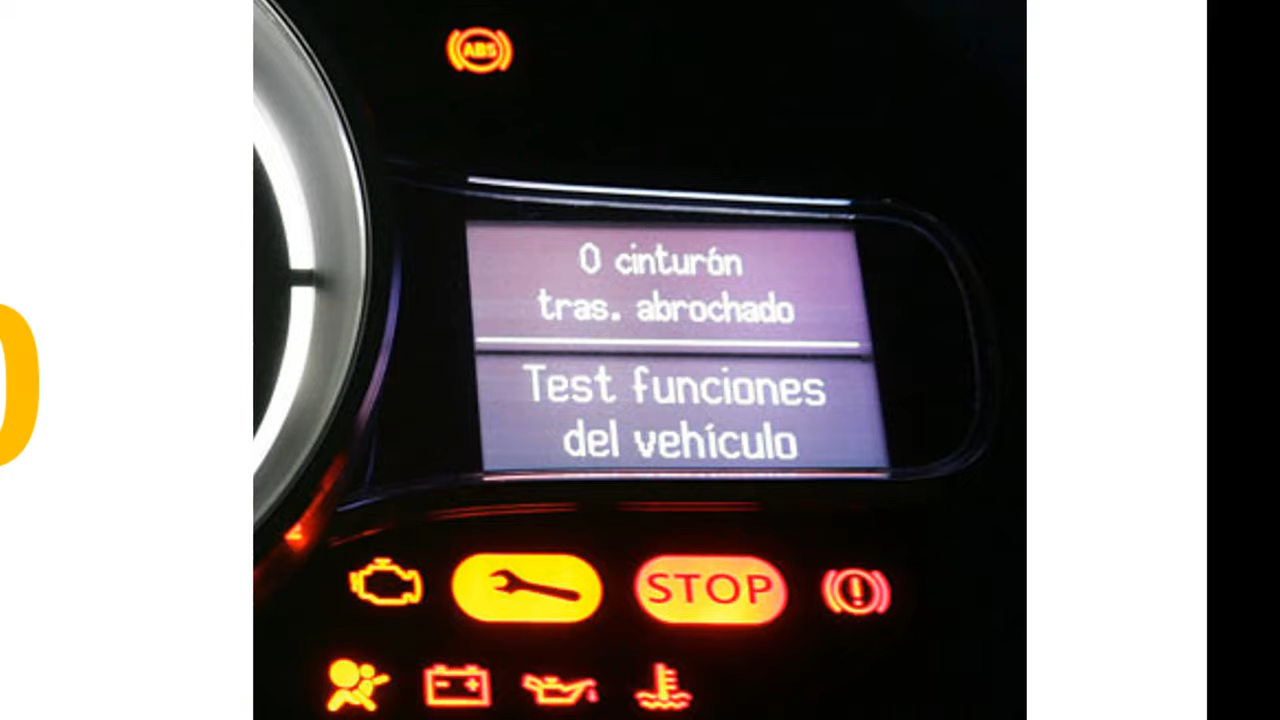 ABS
0 cinturón
tras. abrochado
Test funciones
del vehículo
STOP